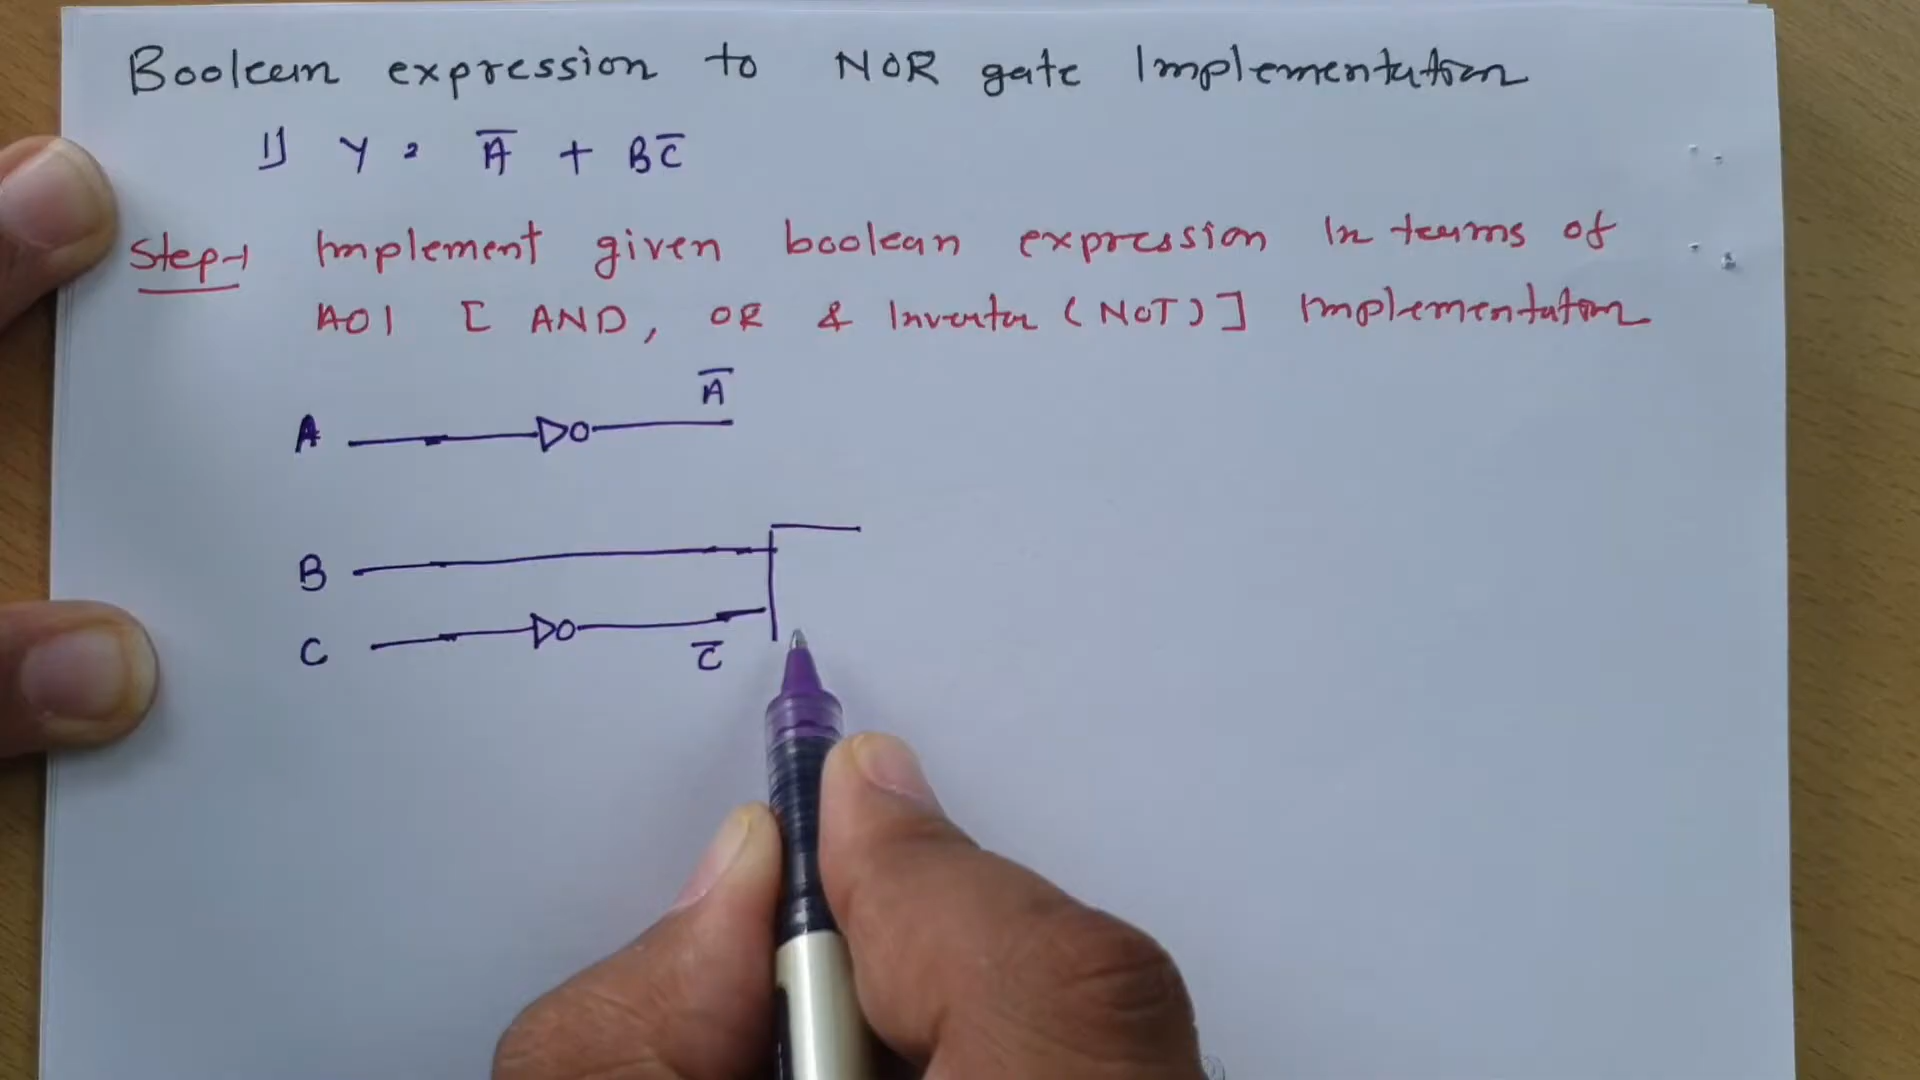 Boolean expression to NOR gate Implementation
1) Y = A̅ + BC̅
Step-1 Implement given boolean expression In terms of
AOI [ AND, OR & Invertor (NOT) ] Implementation
A̅
A
B
C
C̅